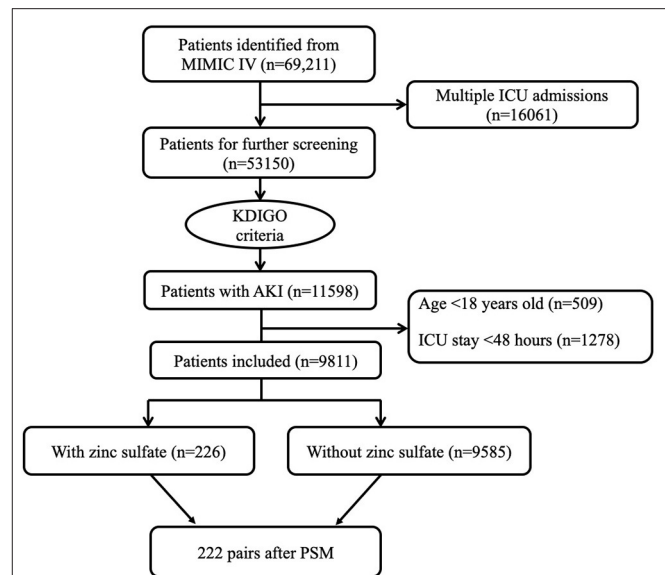 Patients identified from
MIMIC IV (n=69,211)
Multiple ICU admissions
(n=16061)
Patients for further screening
(n=53150)
KDIGO
criteria
Patients with AKI (n=11598)
Age <18 years old (n=509)
ICU stay <48 hours (n=1278)
Patients included (n=9811)
With zinc sulfate (n=226)
Without zinc sulfate (n=9585)
222 pairs after PSM